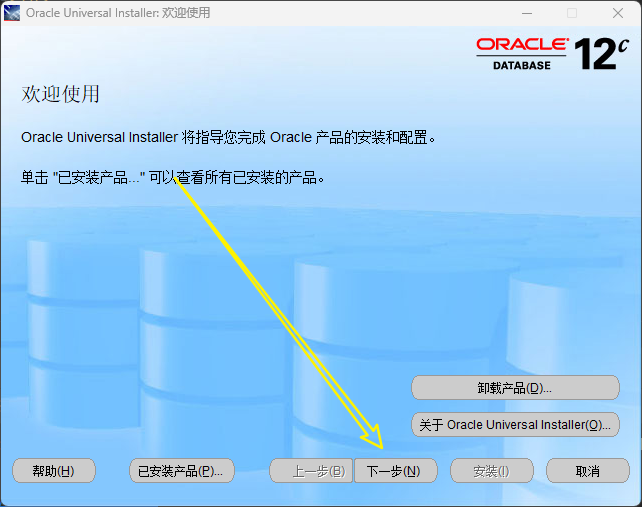 Oracle Universal Installer: 欢迎使用
ORACLE®
DATABASE 12c
欢迎使用
Oracle Universal Installer 将指导您完成 Oracle 产品的安装和配置。
单击 "已安装产品..." 可以查看所有已安装的产品。
卸载产品(D)...
关于 Oracle Universal Installer(O)...
帮助(H) 已安装产品(P)... 上一步(B) 下一步(N) 安装(I) 取消